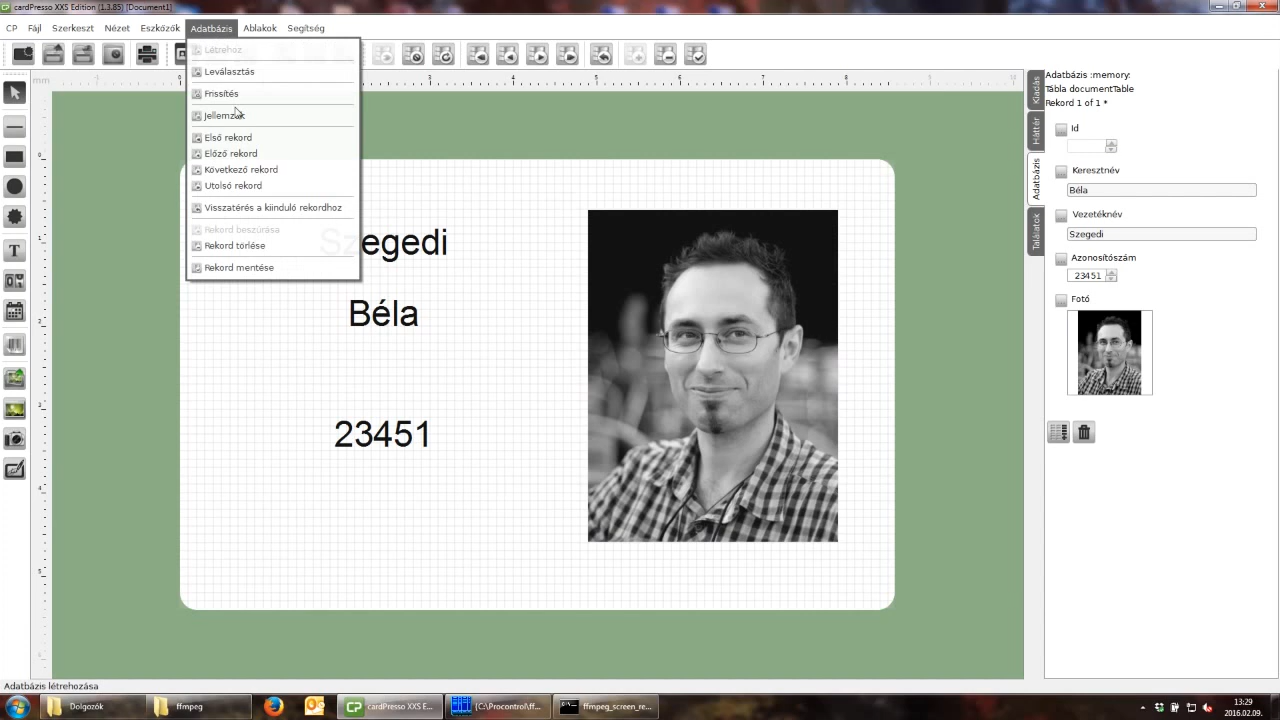 cardPresso XXS Edition (1.3.85) [Document1]
CP Fájl Szerkeszt Nézet Eszközök Adatbázis Ablakok Segítség
Létrehoz
Leválasztás
Frissítés
Jellemzők
Első rekord
Előző rekord
Következő rekord
Utolsó rekord
Visszatérés a kiinduló rekordhoz
Rekord beszúrása
Rekord törlése
Rekord mentése
mm
Szegedi
Béla
23451
Kiadás
Háttér
Adatbázis
Találatok
Adatbázis :memory:
Tábla documentTable
Rekord 1 of 1 *
Id
Keresztnév
Béla
Vezetéknév
Szegedi
Azonosítószám
23451
Fotó
Adatbázis létrehozása
Dolgozók
ffmpeg
cardPresso XXS E...
{C:\Procontrol\ff...
ffmpeg_screen_re...
13:29
2016.02.09.